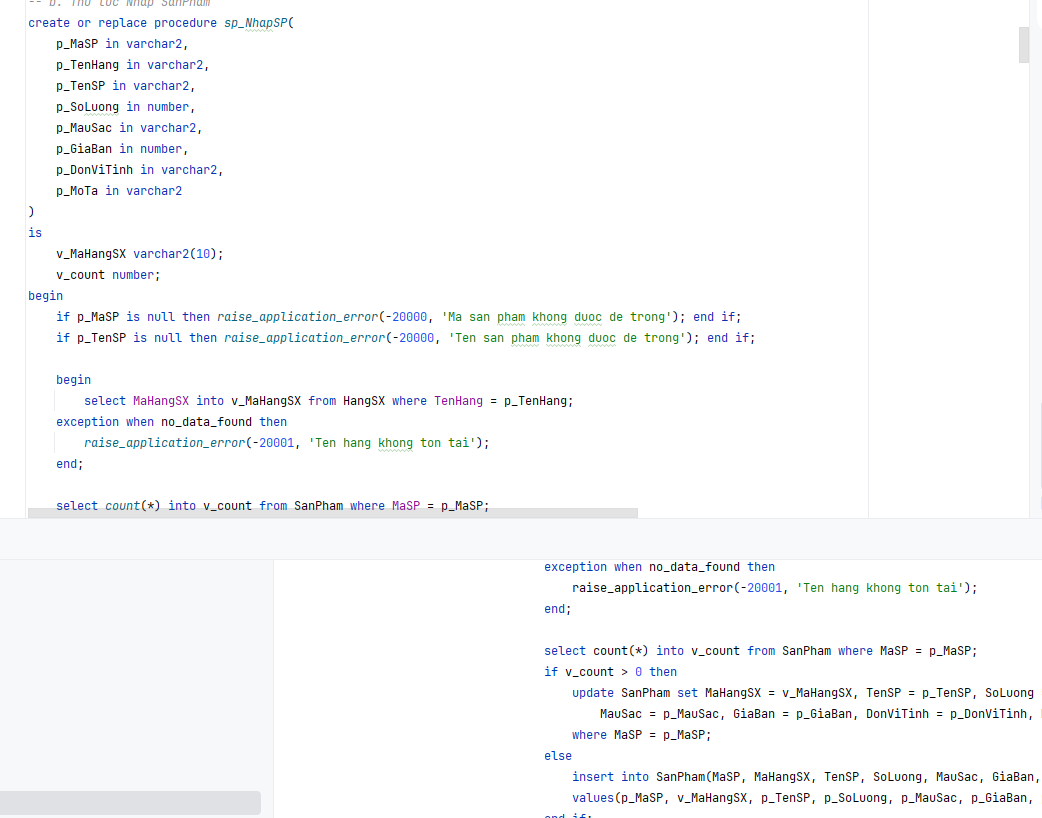 -- b. Thu tuc Nhap SanPham
create or replace procedure sp_NhapSP(
    p_MaSP in varchar2,
    p_TenHang in varchar2,
    p_TenSP in varchar2,
    p_SoLuong in number,
    p_MauSac in varchar2,
    p_GiaBan in number,
    p_DonViTinh in varchar2,
    p_MoTa in varchar2
)
is
    v_MaHangSX varchar2(10);
    v_count number;
begin
    if p_MaSP is null then raise_application_error(-20000, 'Ma san pham khong duoc de trong'); end if;
    if p_TenSP is null then raise_application_error(-20000, 'Ten san pham khong duoc de trong'); end if;
    begin
        select MaHangSX into v_MaHangSX from HangSX where TenHang = p_TenHang;
    exception when no_data_found then
        raise_application_error(-20001, 'Ten hang khong ton tai');
    end;
    select count(*) into v_count from SanPham where MaSP = p_MaSP;
exception when no_data_found then
    raise_application_error(-20001, 'Ten hang khong ton tai');
end;
select count(*) into v_count from SanPham where MaSP = p_MaSP;
if v_count > 0 then
    update SanPham set MaHangSX = v_MaHangSX, TenSP = p_TenSP, SoLuong
        MauSac = p_MauSac, GiaBan = p_GiaBan, DonViTinh = p_DonViTinh,
    where MaSP = p_MaSP;
else
    insert into SanPham(MaSP, MaHangSX, TenSP, SoLuong, MauSac, GiaBan,
    values(p_MaSP, v_MaHangSX, p_TenSP, p_SoLuong, p_MauSac, p_GiaBan,
end if;